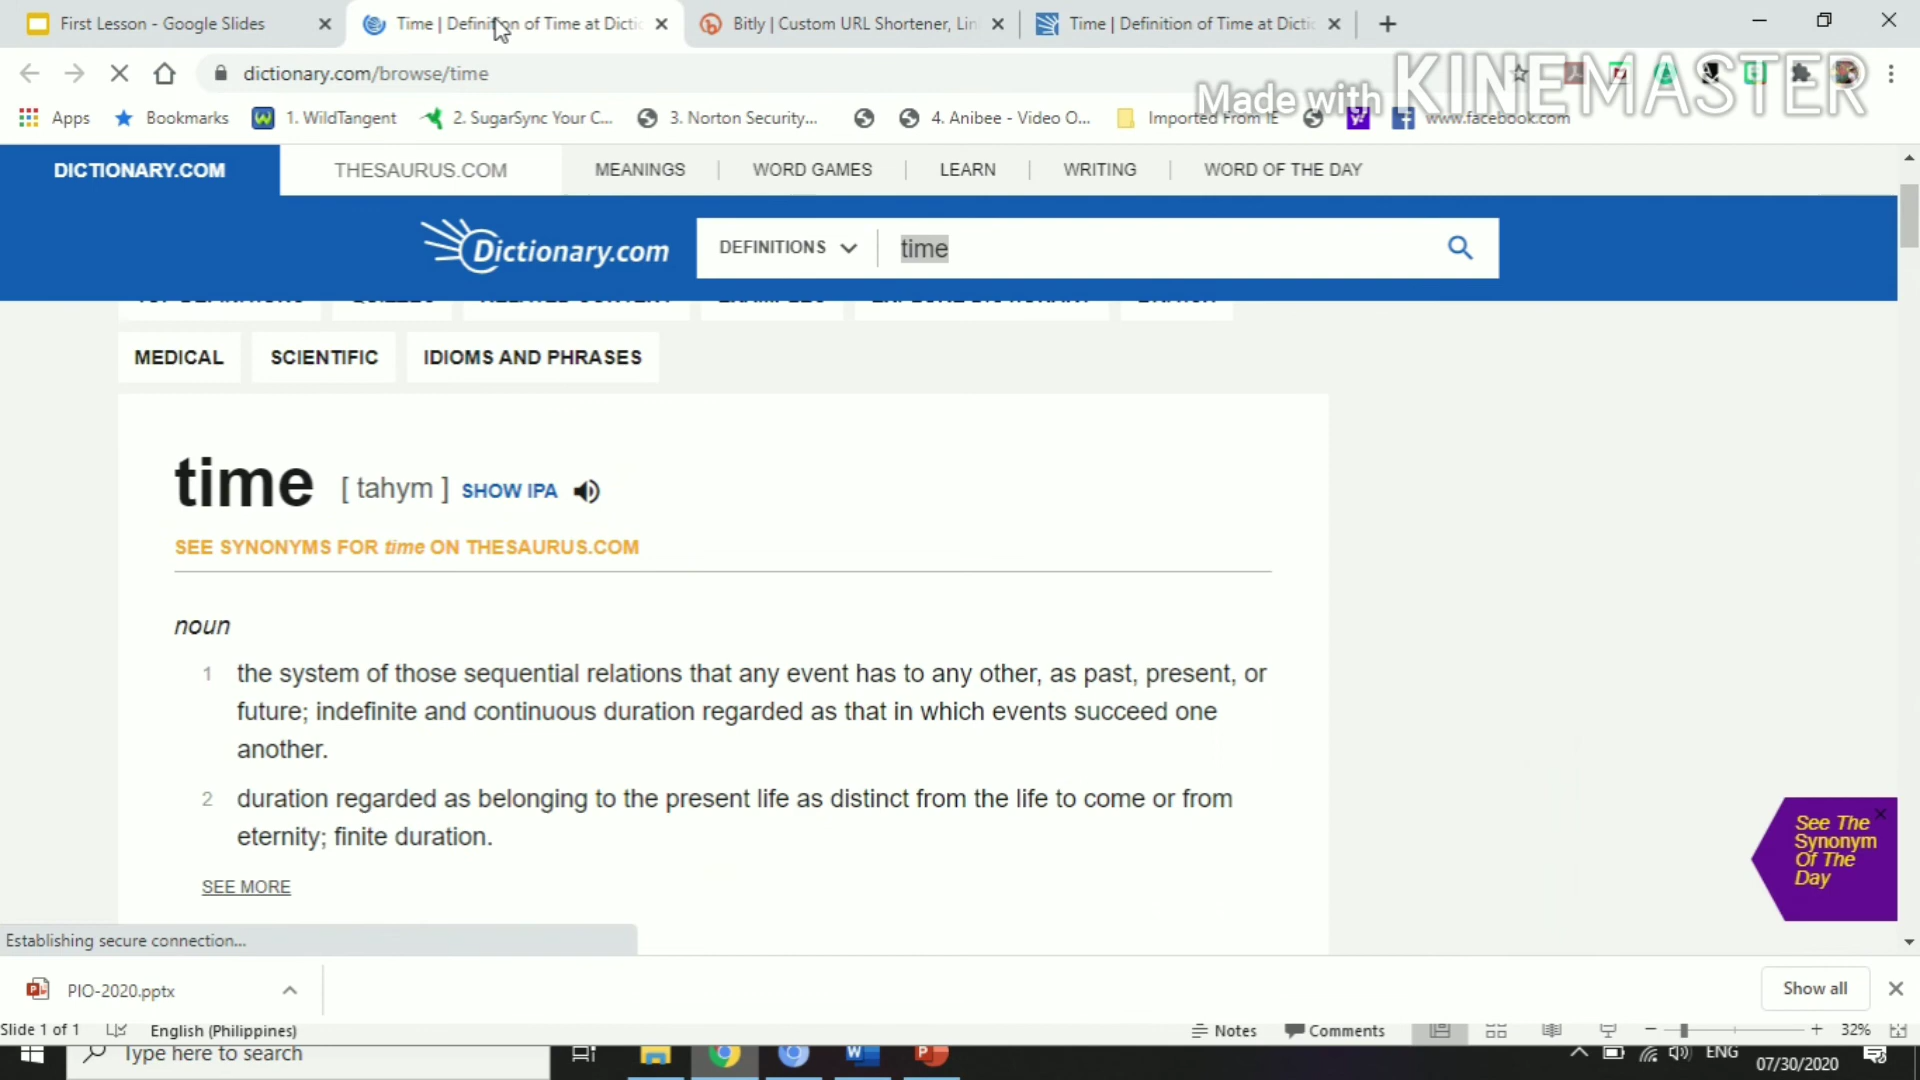 First Lesson - Google Slides
Time | Definition of Time at Dictic
Bitly | Custom URL Shortener, Lin
Time | Definition of Time at Dictic
dictionary.com/browse/time
Made with KINEMASTER
Apps
Bookmarks
1. WildTangent
2. SugarSync Your C...
3. Norton Security...
4. Anibee - Video O...
Imported From IE
www.facebook.com
DICTIONARY.COM
THESAURUS.COM
MEANINGS
WORD GAMES
LEARN
WRITING
WORD OF THE DAY
Dictionary.com
DEFINITIONS
time
MEDICAL
SCIENTIFIC
IDIOMS AND PHRASES
time [ tahym ] SHOW IPA
SEE SYNONYMS FOR time ON THESAURUS.COM
noun
1 the system of those sequential relations that any event has to any other, as past, present, or
future; indefinite and continuous duration regarded as that in which events succeed one
another.
2 duration regarded as belonging to the present life as distinct from the life to come or from
eternity; finite duration.
SEE MORE
See The
Synonym
Of The
Day
Establishing secure connection...
PIO-2020.pptx
Show all
Slide 1 of 1
English (Philippines)
Notes
Comments
32%
Type here to search
ENG
07/30/2020